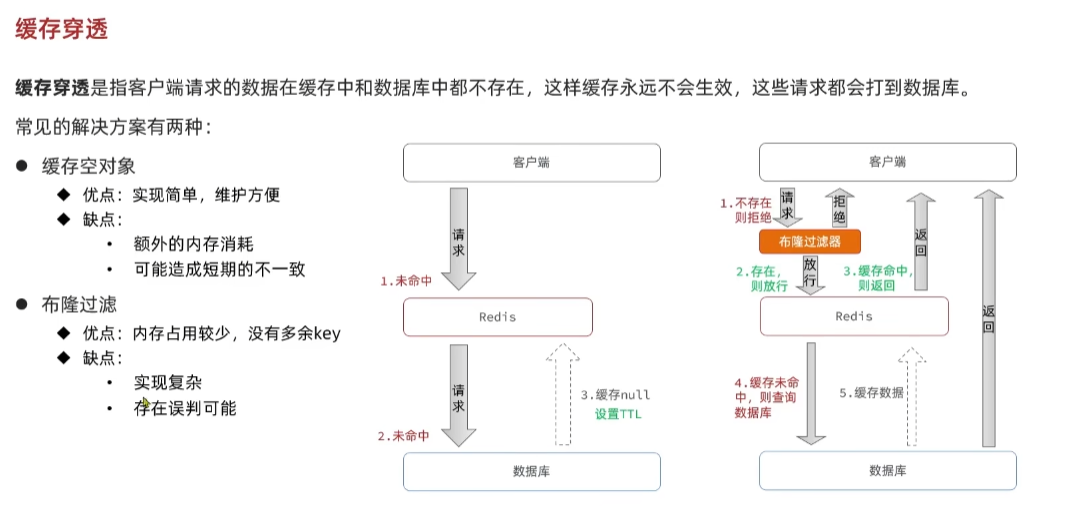 缓存穿透
缓存穿透是指客户端请求的数据在缓存中和数据库中都不存在，这样缓存永远不会生效，这些请求都会打到数据库。
常见的解决方案有两种：
● 缓存空对象
◆ 优点：实现简单，维护方便
◆ 缺点：
• 额外的内存消耗
• 可能造成短期的不一致
● 布隆过滤
◆ 优点：内存占用较少，没有多余key
◆ 缺点：
• 实现复杂
• 存在误判可能
客户端
请求
1.未命中
Redis
请求
2.未命中
3.缓存null
设置TTL
数据库
客户端
1.不存在
则拒绝
请求
拒绝
布隆过滤器
2.存在，
则放行
放行
3.缓存命中，
则返回
返回
返回
Redis
4.缓存未命
中，则查询
数据库
5.缓存数据
数据库